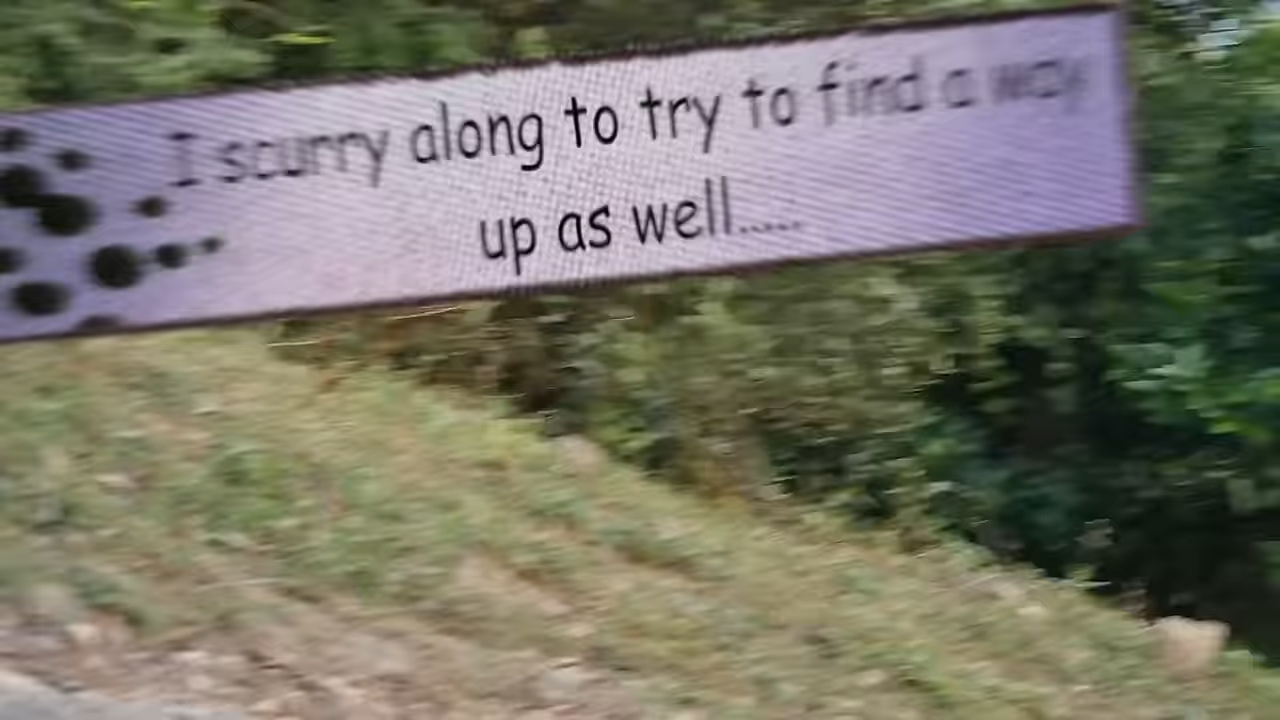 I scurry along to try to find a way
up as well.....